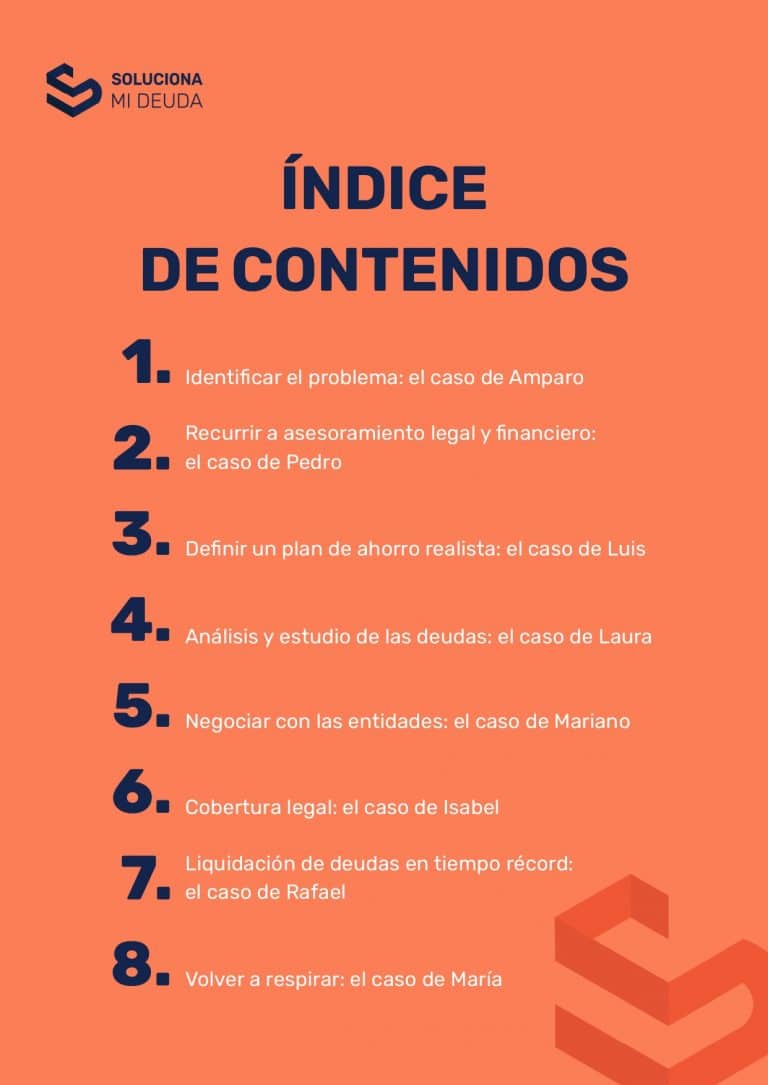 SOLUCIONA
MI DEUDA
ÍNDICE
DE CONTENIDOS
1. Identificar el problema: el caso de Amparo
2. Recurrir a asesoramiento legal y financiero:
el caso de Pedro
3. Definir un plan de ahorro realista: el caso de Luis
4. Análisis y estudio de las deudas: el caso de Laura
5. Negociar con las entidades: el caso de Mariano
6. Cobertura legal: el caso de Isabel
7. Liquidación de deudas en tiempo récord:
el caso de Rafael
8. Volver a respirar: el caso de María